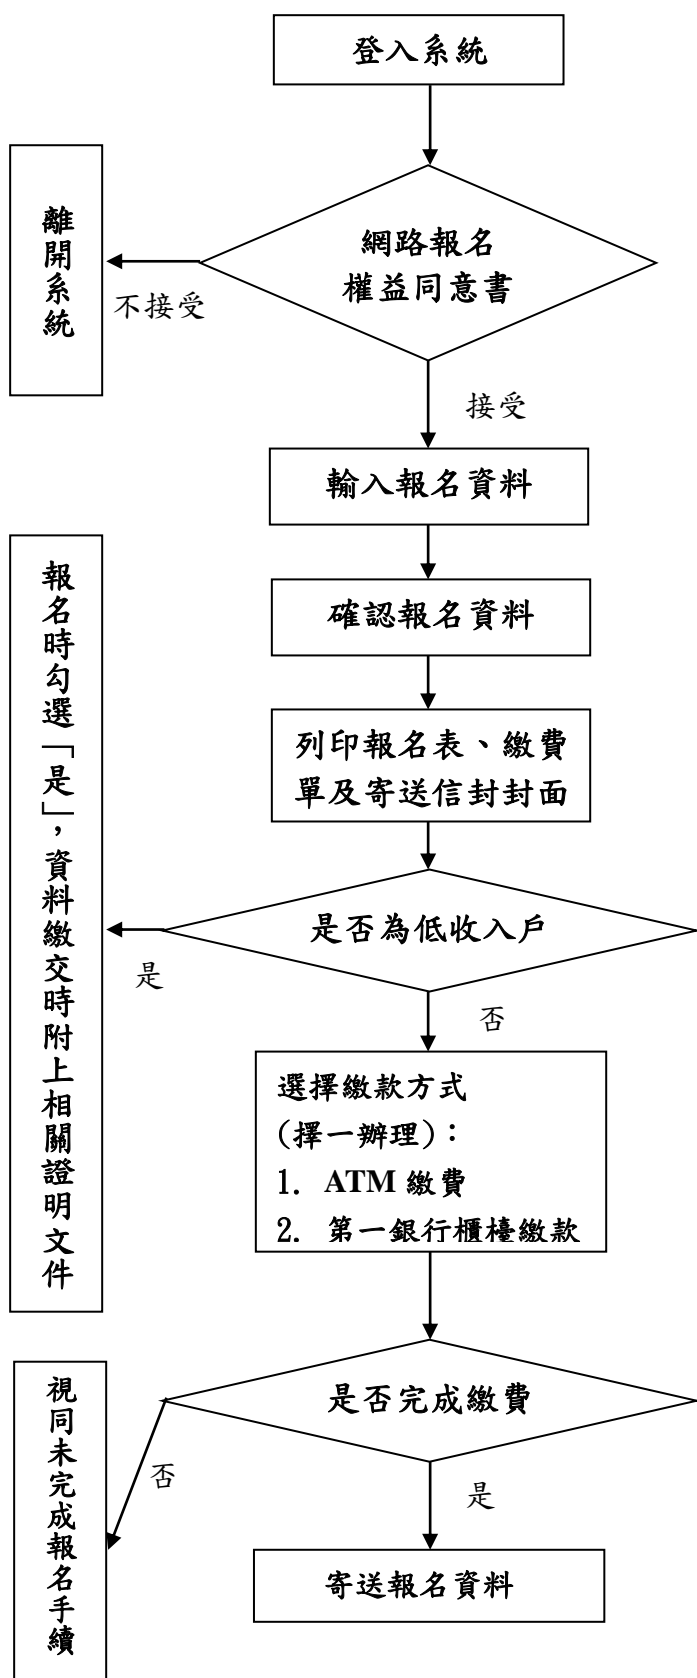 登入系統
網路報名
權益同意書
不接受
離開系統
接受
輸入報名資料
確認報名資料
列印報名表、繳費
單及寄送信封封面
是否為低收入戶
是
報名時勾選「是」，資料繳交時附上相關證明文件
否
選擇繳款方式
(擇一辦理)：
1. ATM 繳費
2. 第一銀行櫃檯繳款
是否完成繳費
否
視同未完成報名手續
是
寄送報名資料